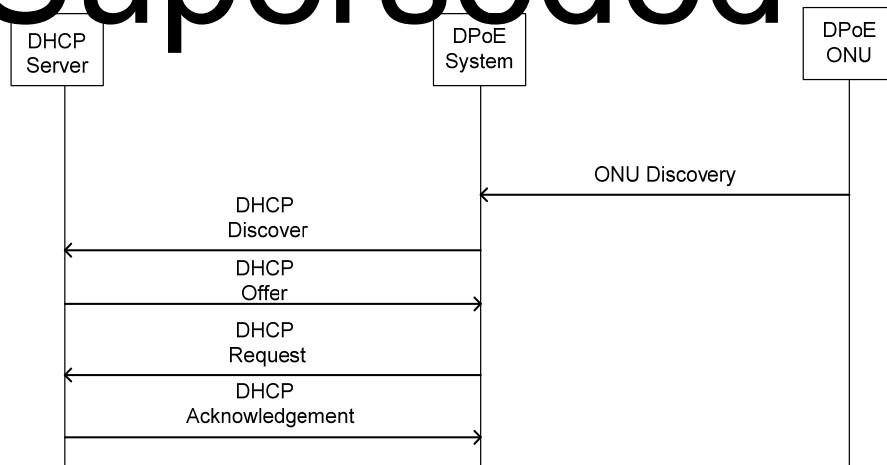 Superseded
DHCP
Server
DPoE
System
DPoE
ONU
ONU Discovery
DHCP
Discover
DHCP
Offer
DHCP
Request
DHCP
Acknowledgement